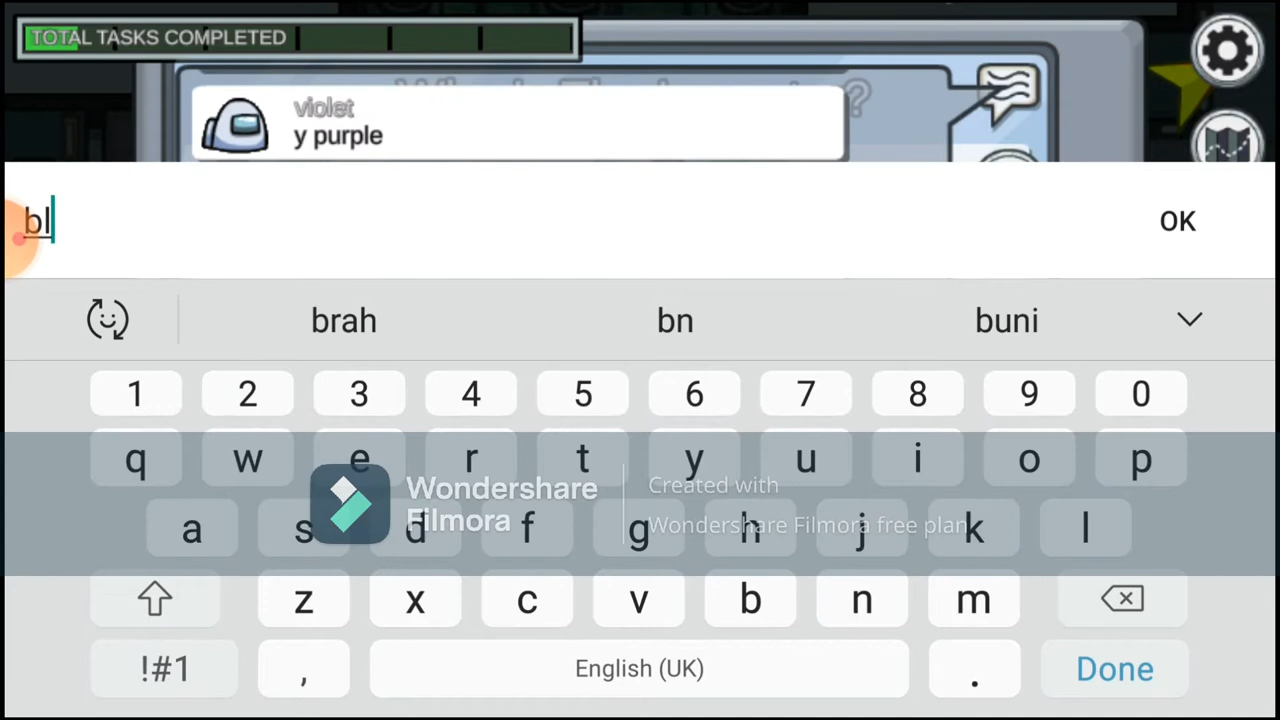 TOTAL TASKS COMPLETED
?
violet
y purple
bl
OK
brah bn buni
1 2 3 4 5 6 7 8 9 0
q w e r t y u i o p
Wondershare
Filmora
Created with
Wondershare Filmora free plan
a s d f g h j k l
z x c v b n m
!#1 , English (UK) . Done